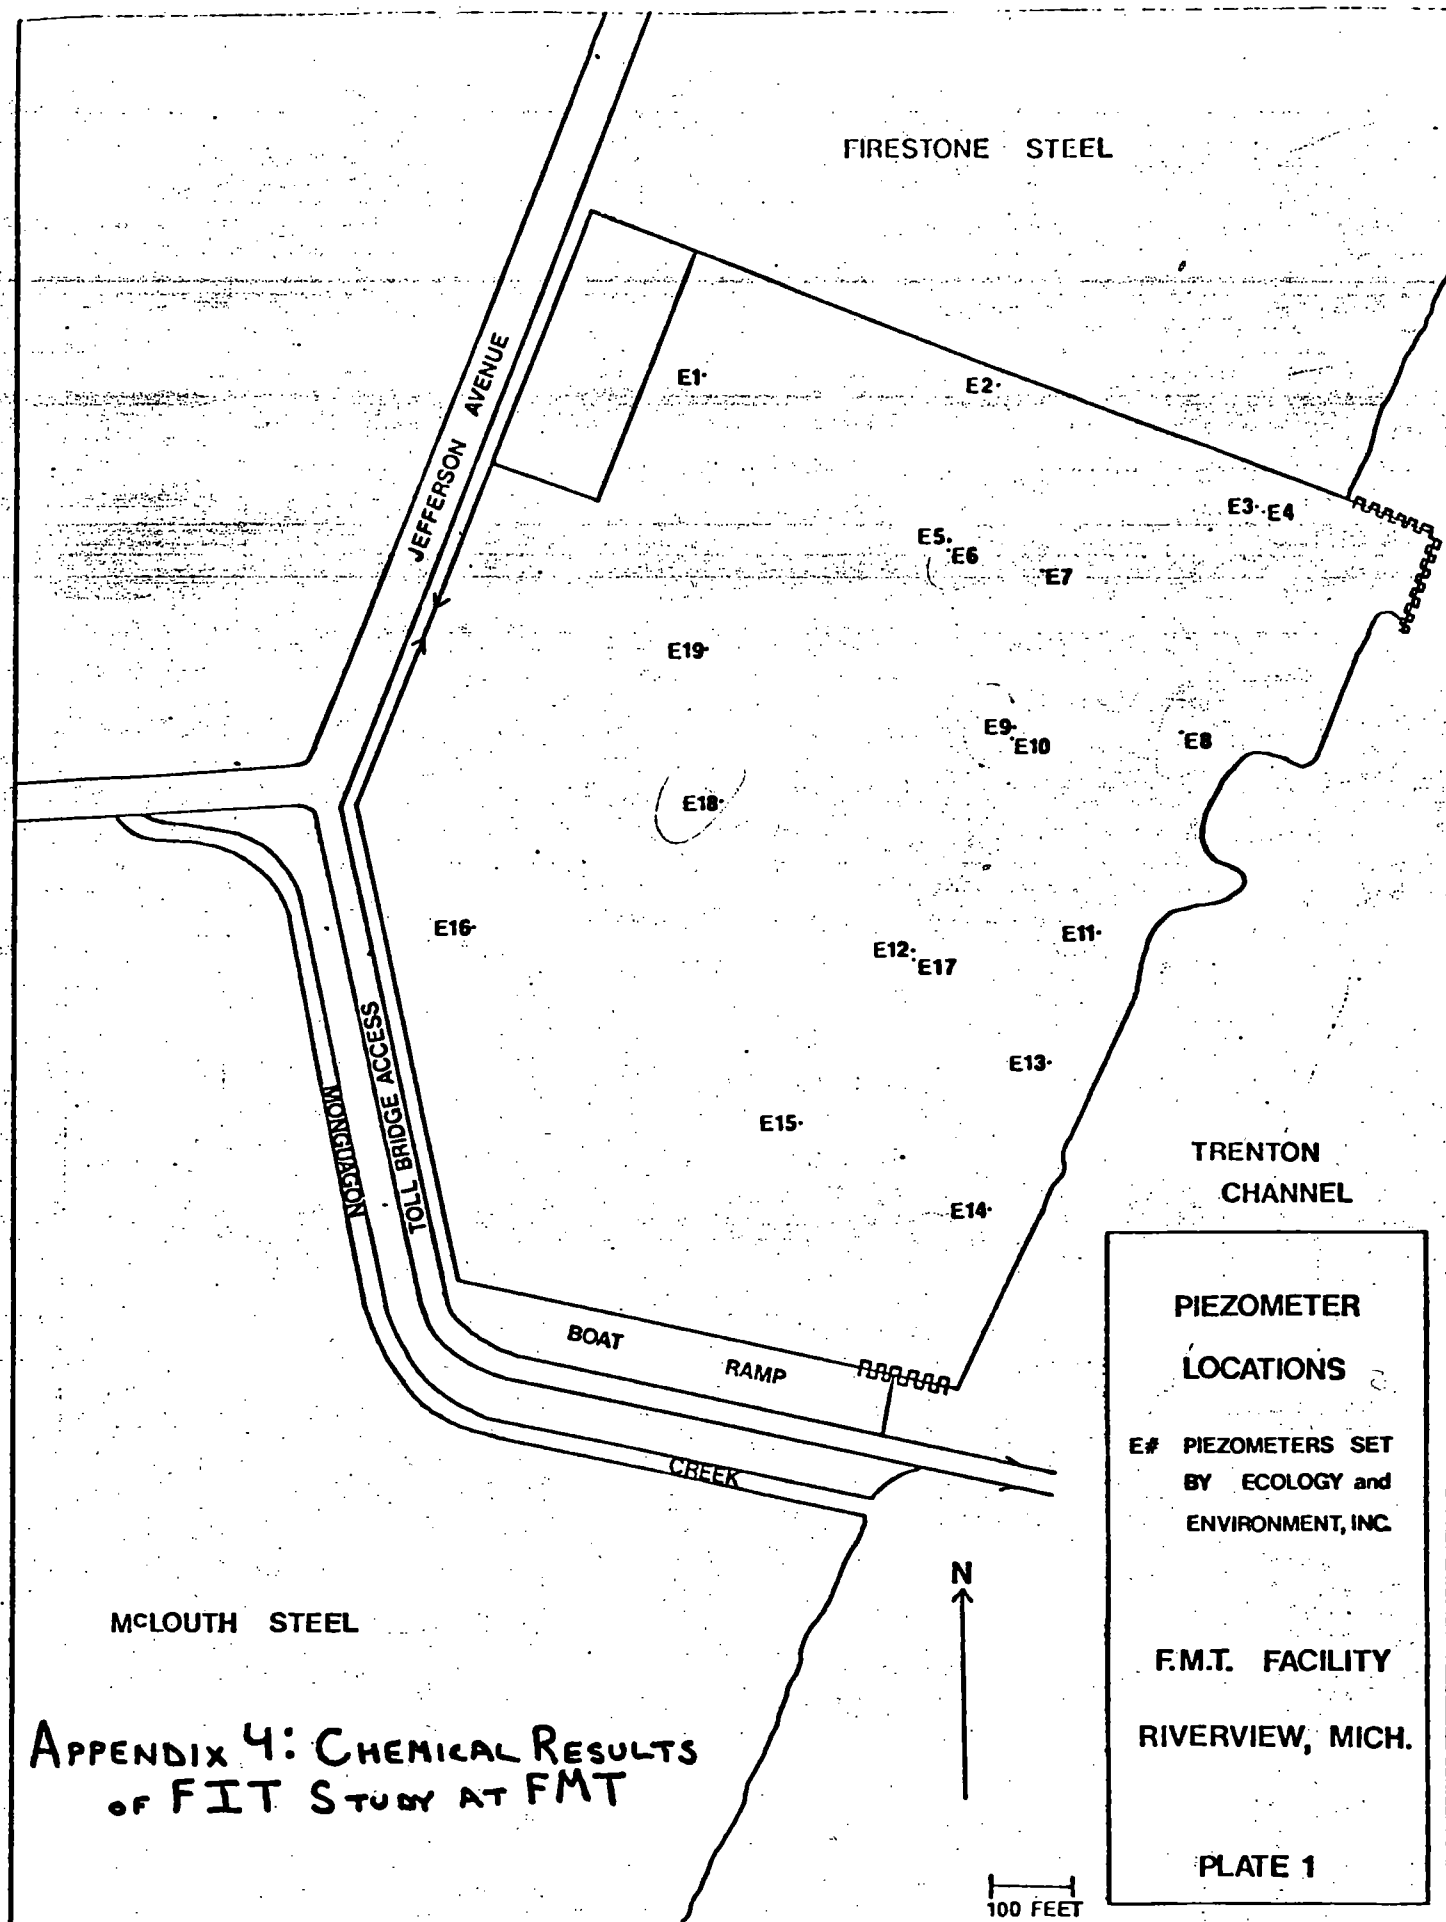 FIRESTONE STEEL
JEFFERSON AVENUE
E1
E2
E3
E4
E5
E6
E7
E19
E9
E10
E8
E18
E16
E12
E17
E11
E13
E15
E14
MONGUAGON
TOLL BRIDGE ACCESS
TRENTON
CHANNEL
BOAT RAMP
CREEK
PIEZOMETER
LOCATIONS
E# PIEZOMETERS SET
BY ECOLOGY and
ENVIRONMENT, INC.
F.M.T. FACILITY
RIVERVIEW, MICH.
PLATE 1
N
McLOUTH STEEL
APPENDIX 4: CHEMICAL RESULTS
OF FIT STUDY AT FMT
100 FEET